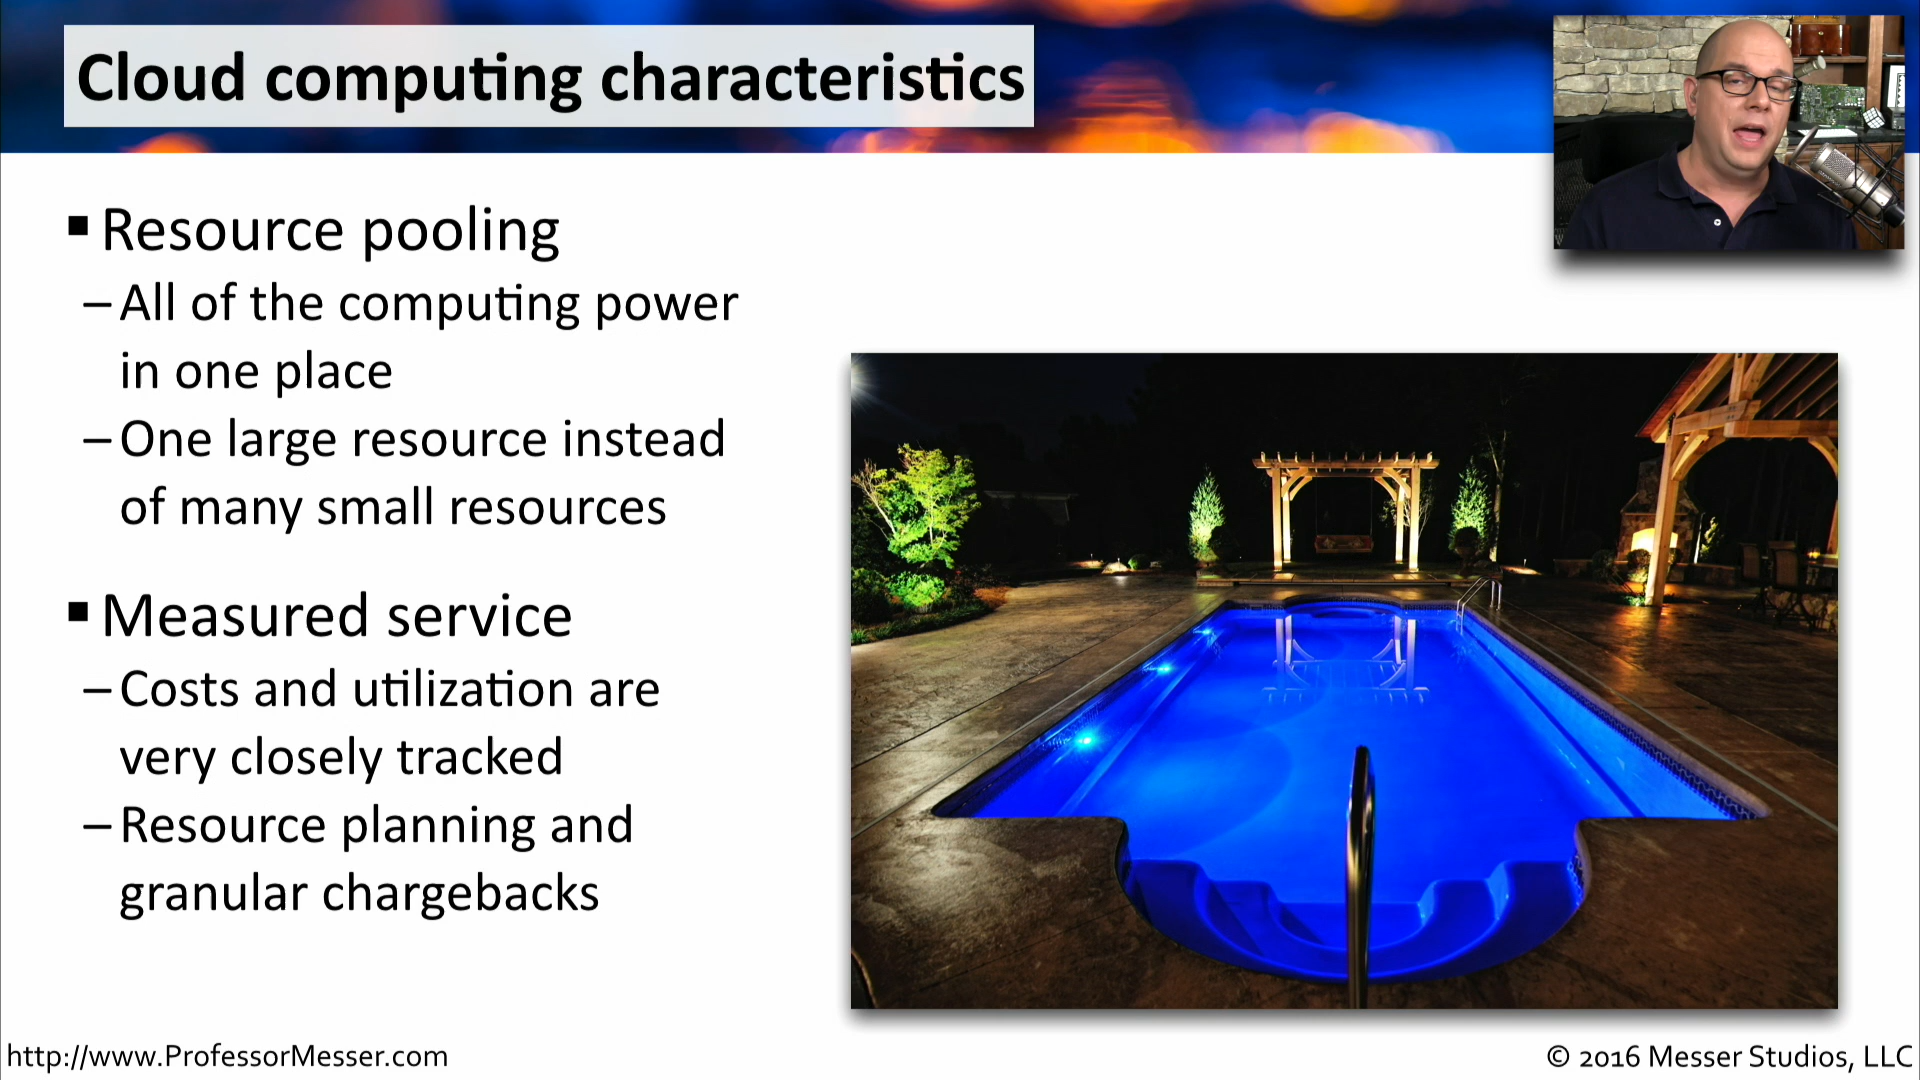 Cloud computing characteristics
▪ Resource pooling
– All of the computing power
in one place
– One large resource instead
of many small resources
▪ Measured service
– Costs and utilization are
very closely tracked
– Resource planning and
granular chargebacks
http://www.ProfessorMesser.com
© 2016 Messer Studios, LLC